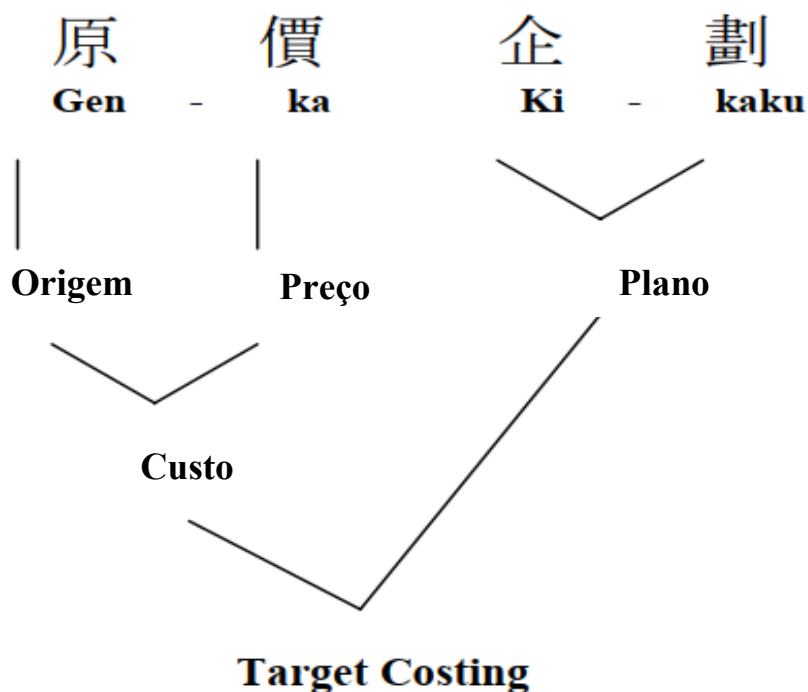 原 價 企 劃
Gen - ka Ki - kaku
Origem Preço Plano
Custo
Target Costing